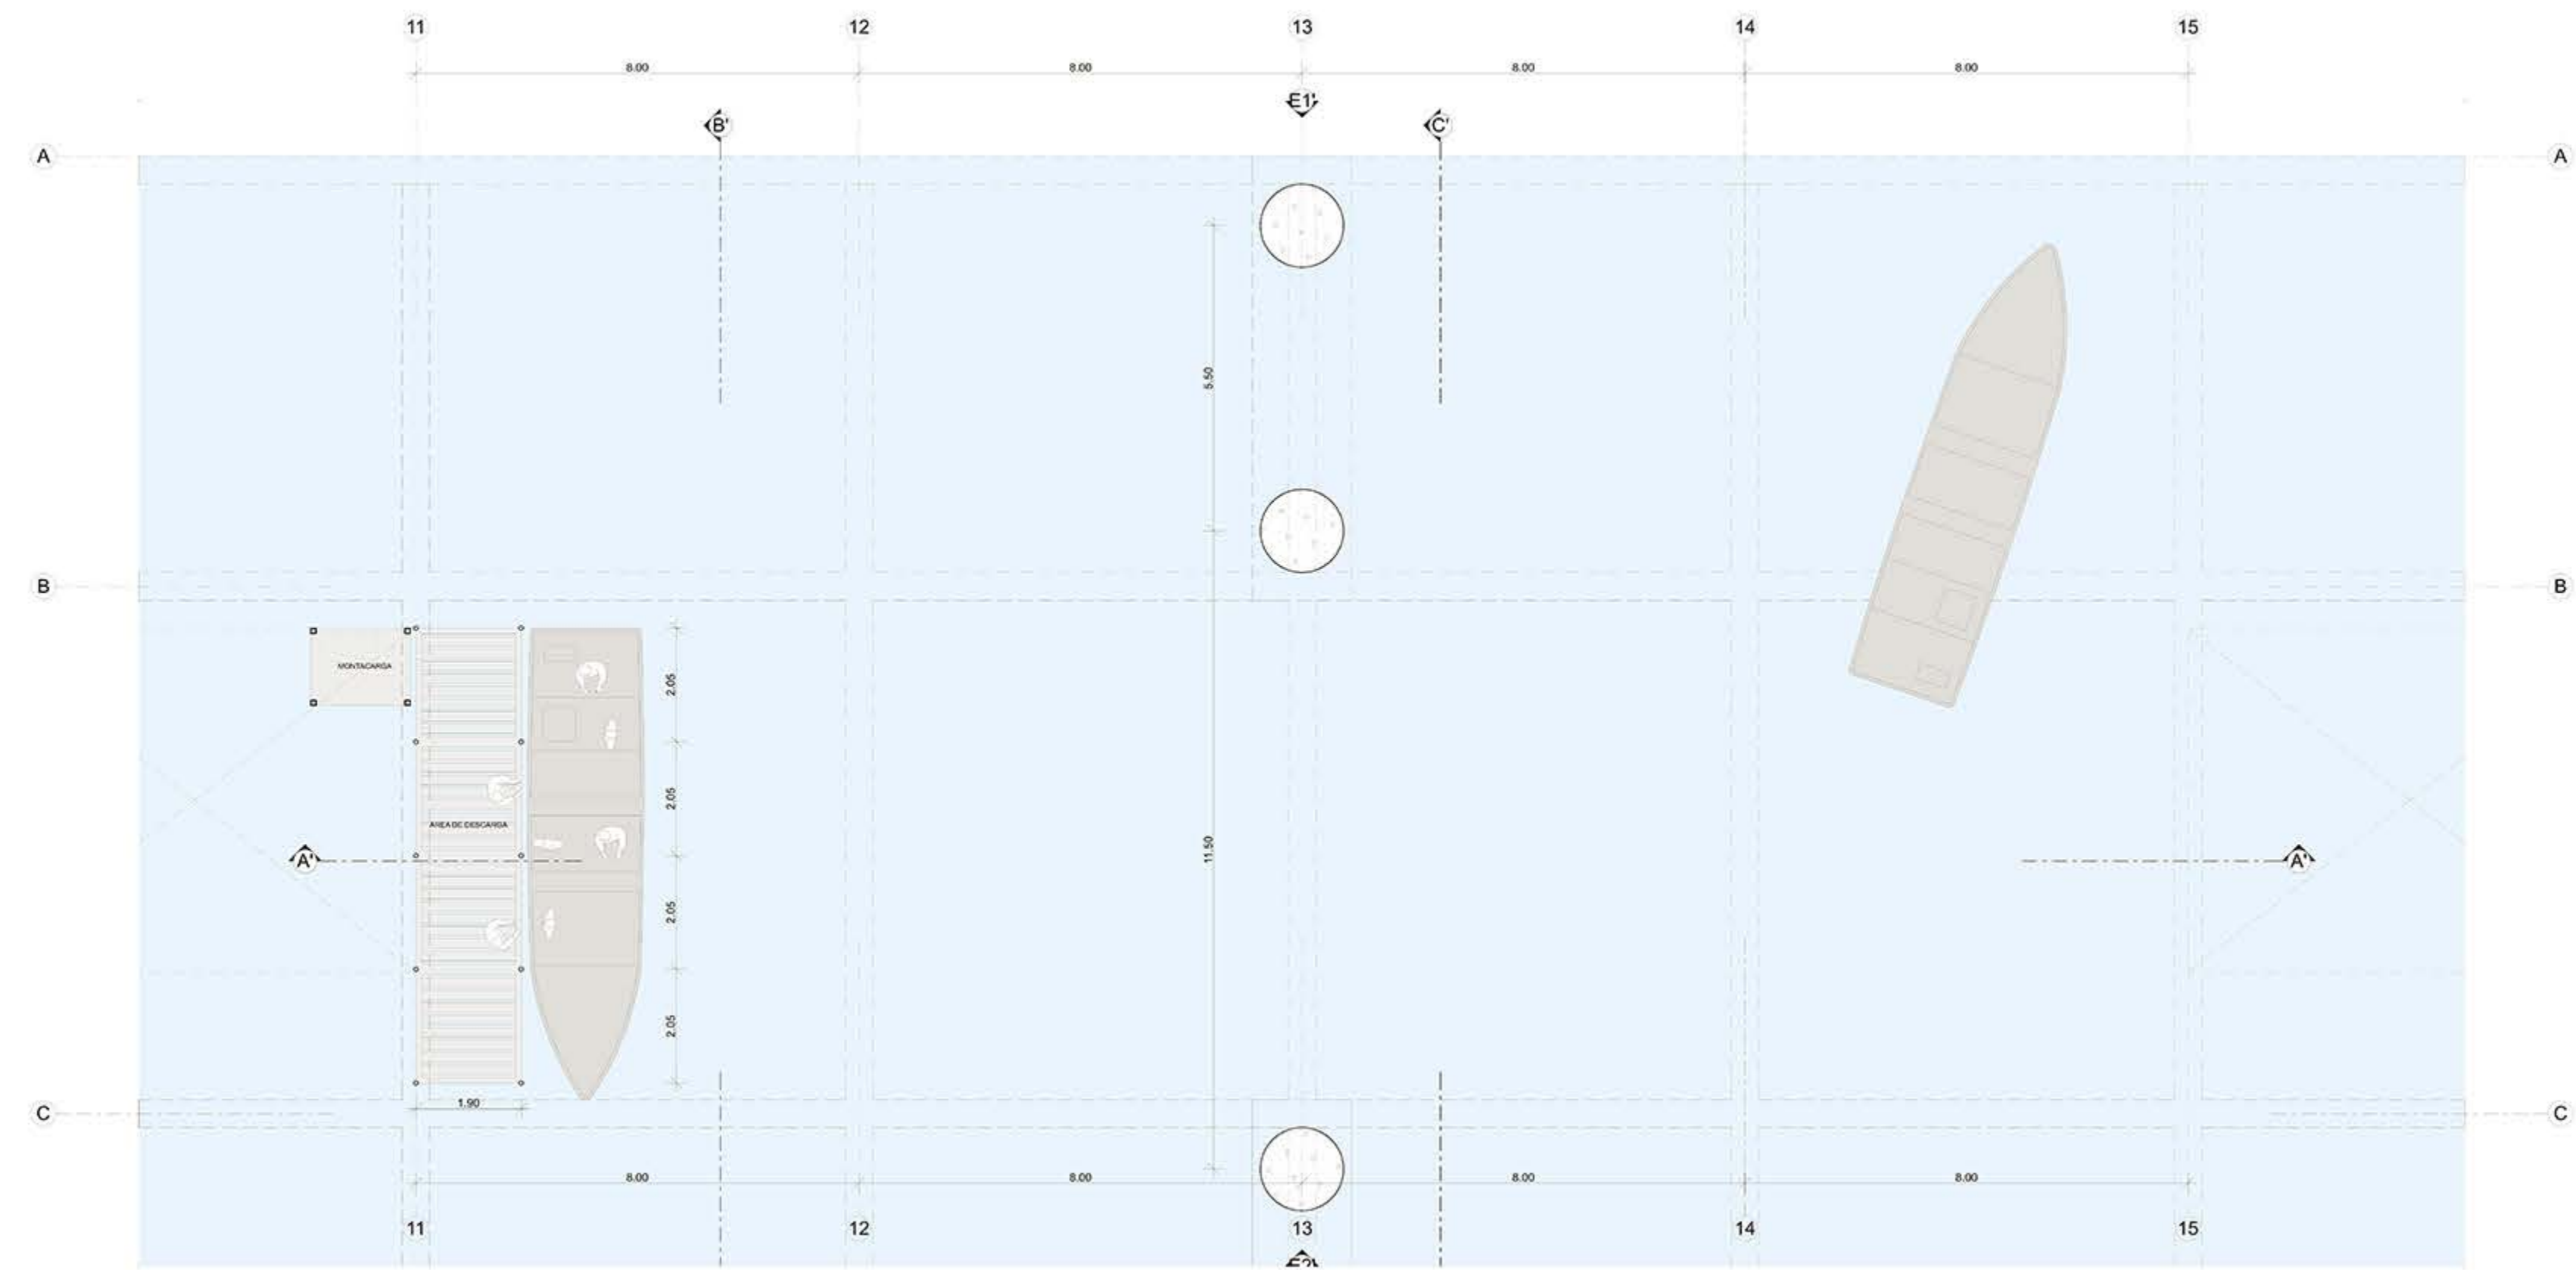 11 12 13 14 15
8.00 8.00 8.00 8.00
E1'
B' C'
A A
5.50
B B
MONTACARGA
2.05
2.05
AREA DE DESCARGA
11.50
A' A'
2.05
2.05
1.90
C C
8.00 8.00 8.00 8.00
11 12 13 14 15